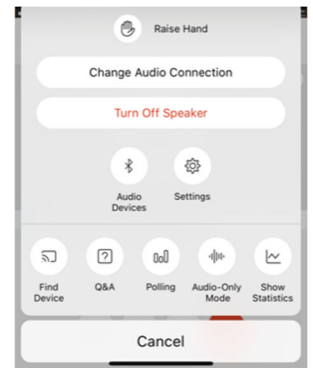 Raise Hand
Change Audio Connection
Turn Off Speaker
Audio
Devices
Settings
Find
Device
Q&A
Polling
Audio-Only
Mode
Show
Statistics
Cancel